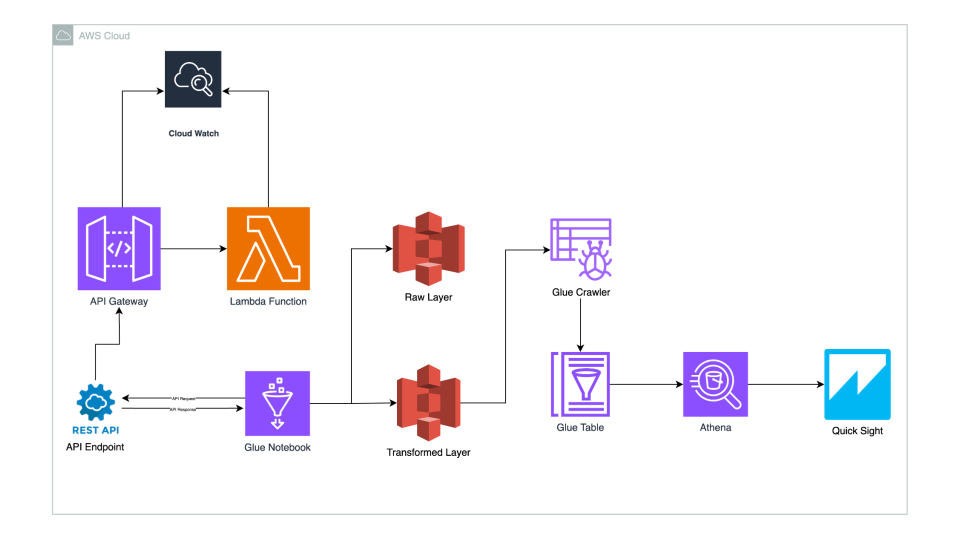 AWS Cloud
Cloud Watch
</>
API Gateway
Lambda Function
Raw Layer
Glue Crawler
API Request
API Response
REST API
API Endpoint
Glue Notebook
Transformed Layer
Glue Table
Athena
Quick Sight